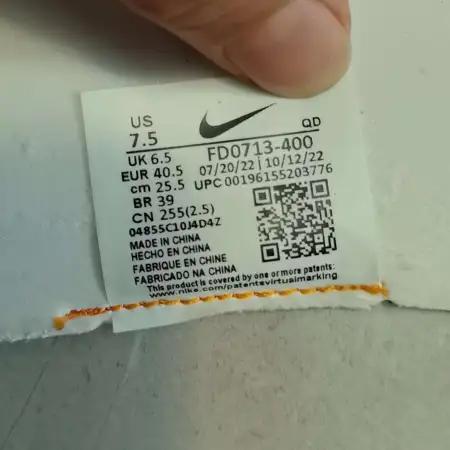 US
7.5
QD
UK 6.5
FD0713-400
EUR 40.5
07/20/22 | 10/12/22
cm 25.5
UPC 00196155203776
BR 39
CN 255(2.5)
04855C10J4D4Z
MADE IN CHINA
HECHO EN CHINA
FABRIQUE EN CHINE
FABRICADO NA CHINA
This product is covered by one or more patents:
www.nike.com/patentsvirtualmarking